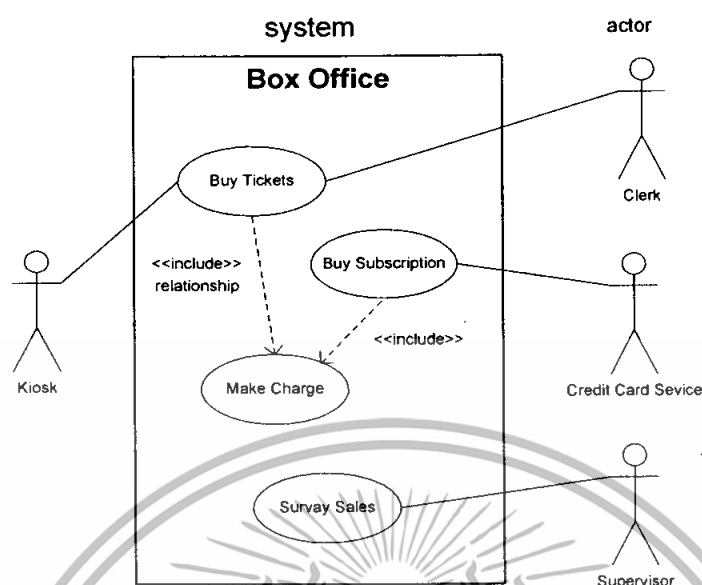 system
actor
Box Office
Buy Tickets
Clerk
<<include>>
relationship
Buy Subscription
<<include>>
Kiosk
Make Charge
Credit Card Sevice
Survay Sales
Supervisor